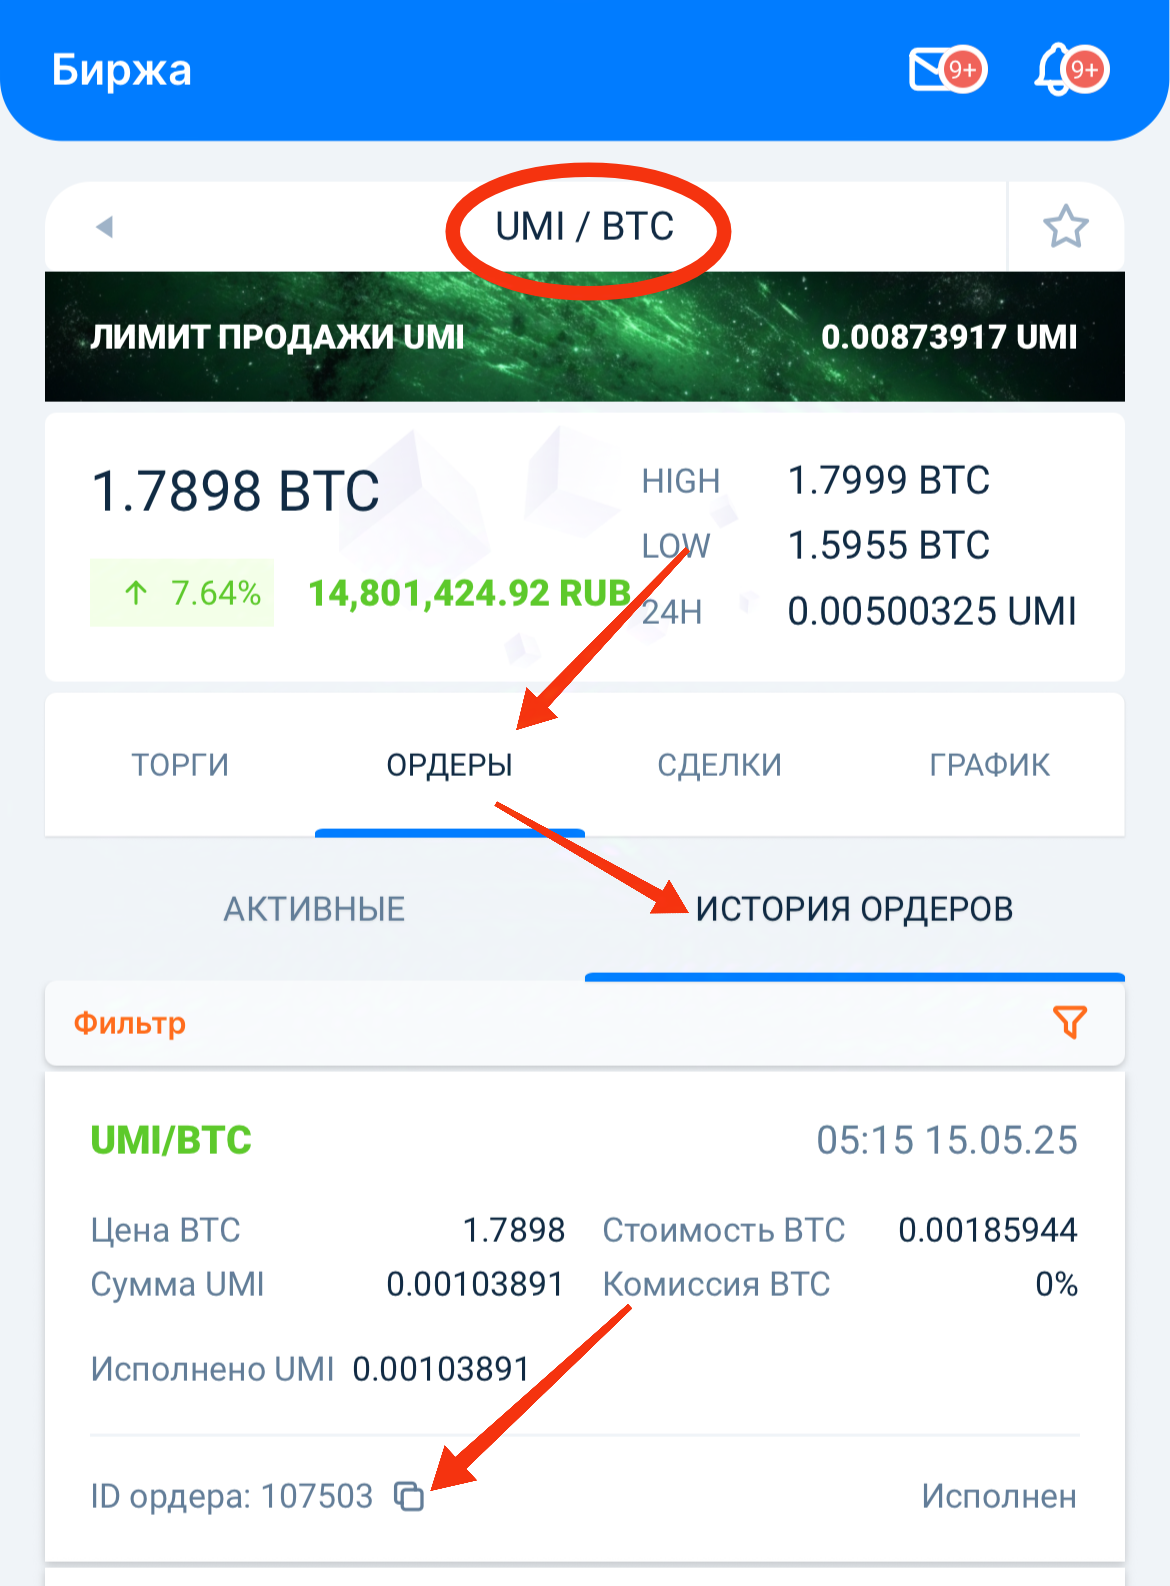 Биржа
9+ 9+
UMI / BTC
ЛИМИТ ПРОДАЖИ UMI 0.00873917 UMI
1.7898 BTC
HIGH 1.7999 BTC
LOW 1.5955 BTC
↑ 7.64% 14,801,424.92 RUB
24H 0.00500325 UMI
ТОРГИ ОРДЕРЫ СДЕЛКИ ГРАФИК
АКТИВНЫЕ ИСТОРИЯ ОРДЕРОВ
Фильтр
UMI/BTC 05:15 15.05.25
Цена BTC 1.7898 Стоимость BTC 0.00185944
Сумма UMI 0.00103891 Комиссия BTC 0%
Исполнено UMI 0.00103891
ID ордера: 107503 Исполнен